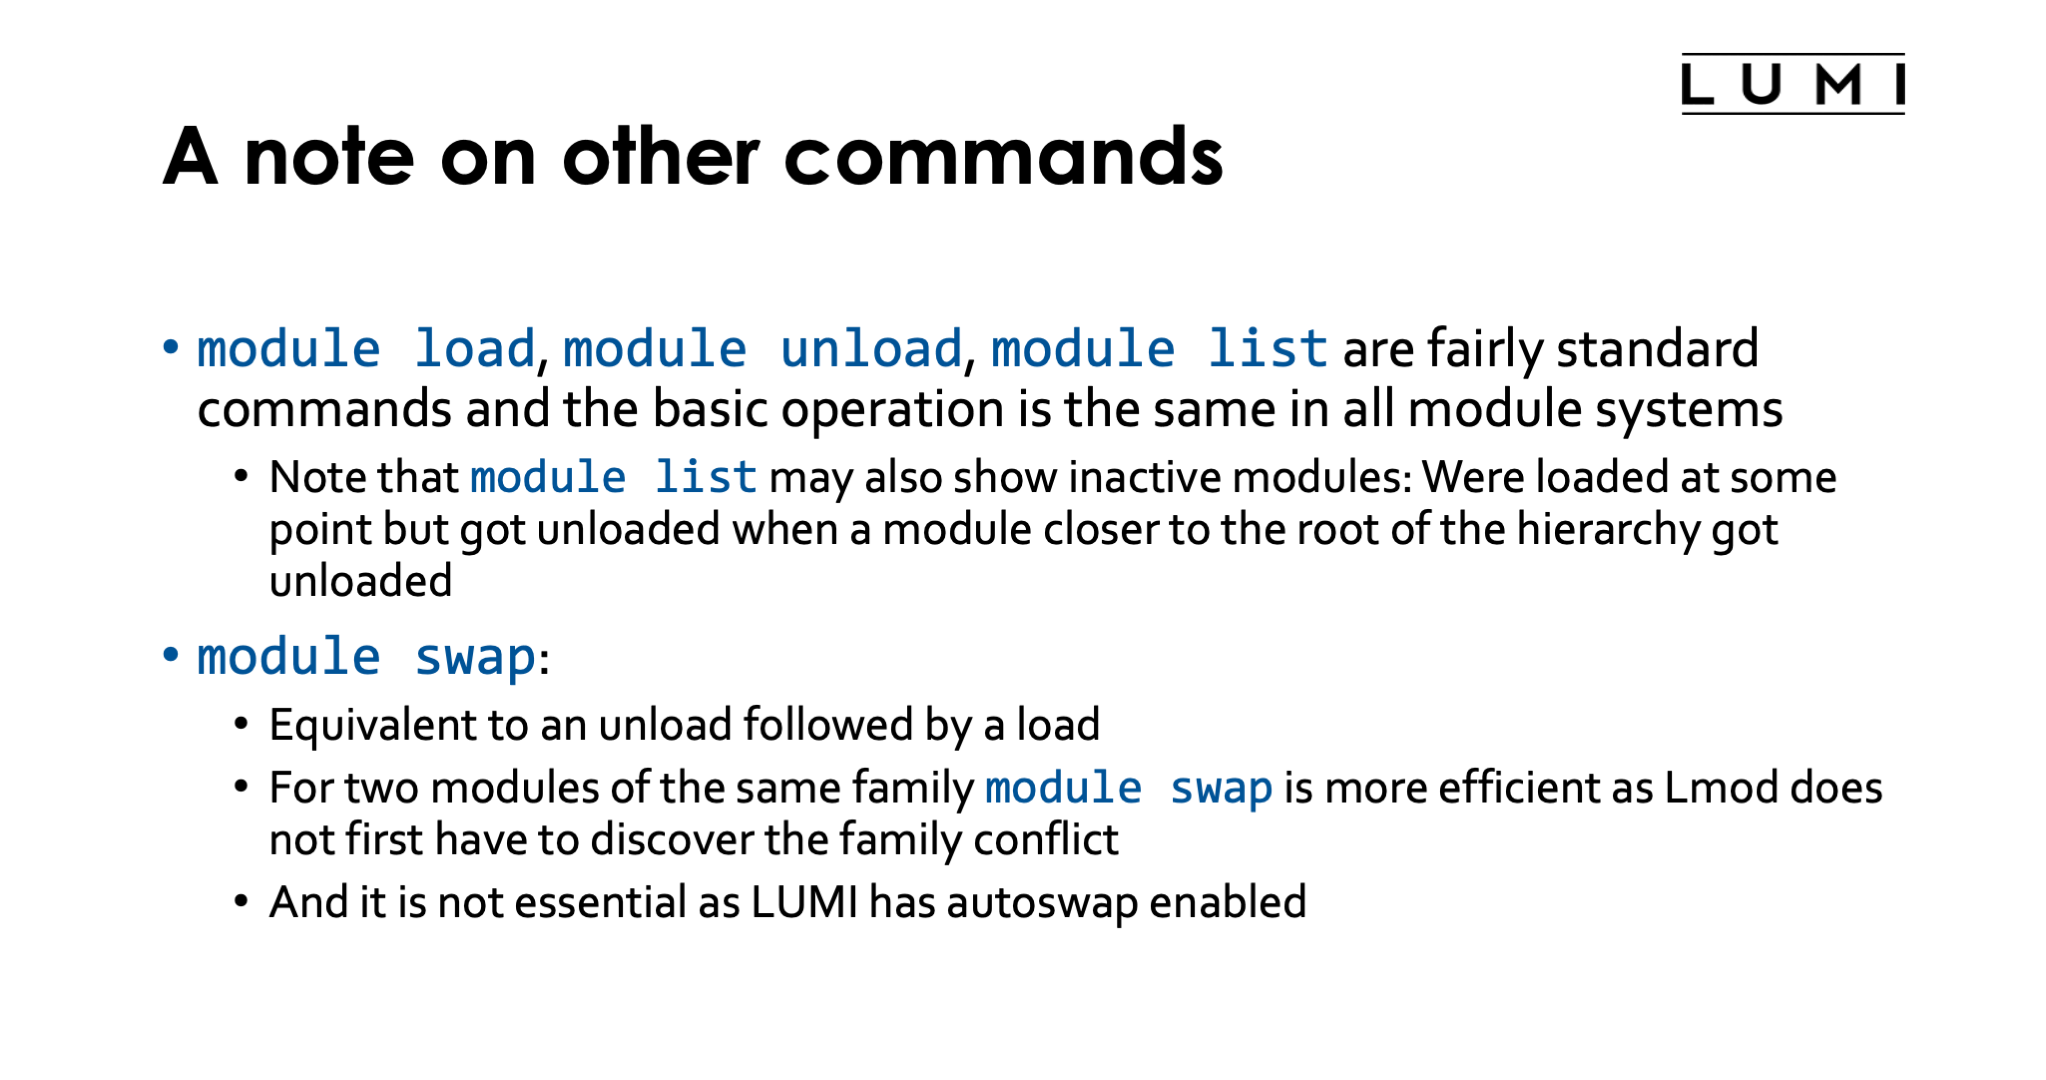 LUMI
A note on other commands
• module load, module unload, module list are fairly standard
commands and the basic operation is the same in all module systems
• Note that module list may also show inactive modules: Were loaded at some
point but got unloaded when a module closer to the root of the hierarchy got
unloaded
• module swap:
• Equivalent to an unload followed by a load
• For two modules of the same family module swap is more efficient as Lmod does
not first have to discover the family conflict
• And it is not essential as LUMI has autoswap enabled